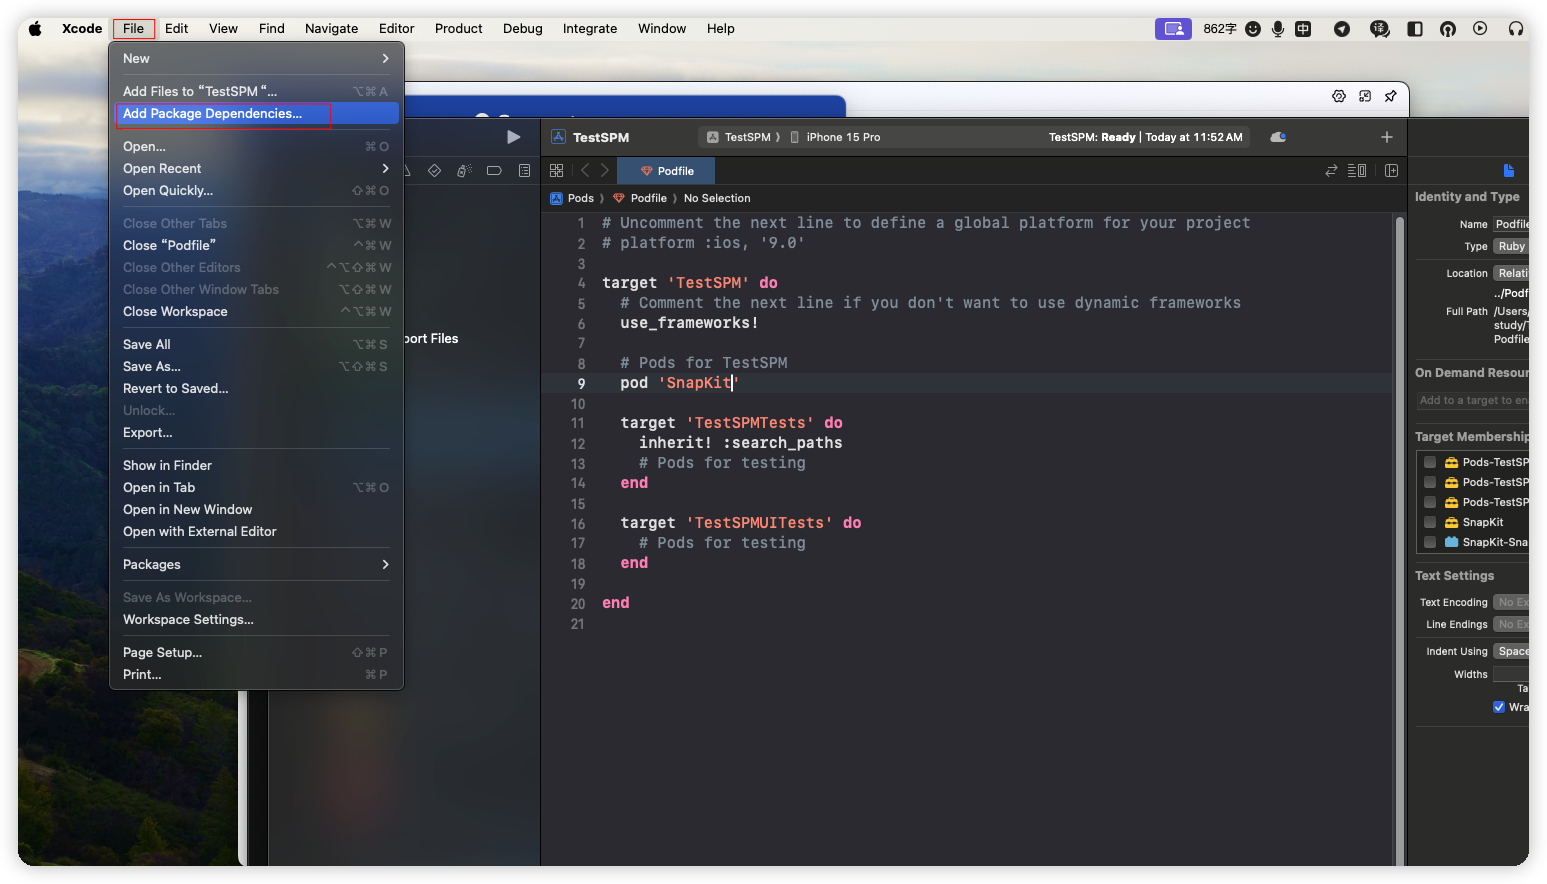 Xcode File Edit View Find Navigate Editor Product Debug Integrate Window Help 862字 中 译
New
Add Files to “TestSPM “... ⌥⌘A
Add Package Dependencies...
Open... ⌘O
Open Recent
Open Quickly... ⇧⌘O
Close Other Tabs ⌥⌘W
Close “Podfile” ^⌘W
Close Other Editors ^⌥⇧⌘W
Close Other Window Tabs ⌥⇧⌘W
Close Workspace ^⌥⌘W
Save All ⌥⌘S
Save As... ⌥⇧⌘S
Revert to Saved...
Unlock...
Export...
Show in Finder
Open in Tab ⌥⌘O
Open in New Window
Open with External Editor
Packages
Save As Workspace...
Workspace Settings...
Page Setup... ⇧⌘P
Print... ⌘P
port Files
TestSPM TestSPM iPhone 15 Pro TestSPM: Ready | Today at 11:52 AM
Podfile
Pods Podfile No Selection
1 # Uncomment the next line to define a global platform for your project
2 # platform :ios, '9.0'
3
4 target 'TestSPM' do
5 # Comment the next line if you don't want to use dynamic frameworks
6 use_frameworks!
7
8 # Pods for TestSPM
9 pod 'SnapKit'
10
11 target 'TestSPMTests' do
12 inherit! :search_paths
13 # Pods for testing
14 end
15
16 target 'TestSPMUITests' do
17 # Pods for testing
18 end
19
20 end
21
Identity and Type
Name Podfile
Type Ruby
Location Relati
../Podf
Full Path /Users/
study/T
Podfile
On Demand Resour
Add to a target to en
Target Membership
Pods-TestSP
Pods-TestSP
Pods-TestSP
SnapKit
SnapKit-Sna
Text Settings
Text Encoding No Ex
Line Endings No Ex
Indent Using Space
Widths
Ta
Wra